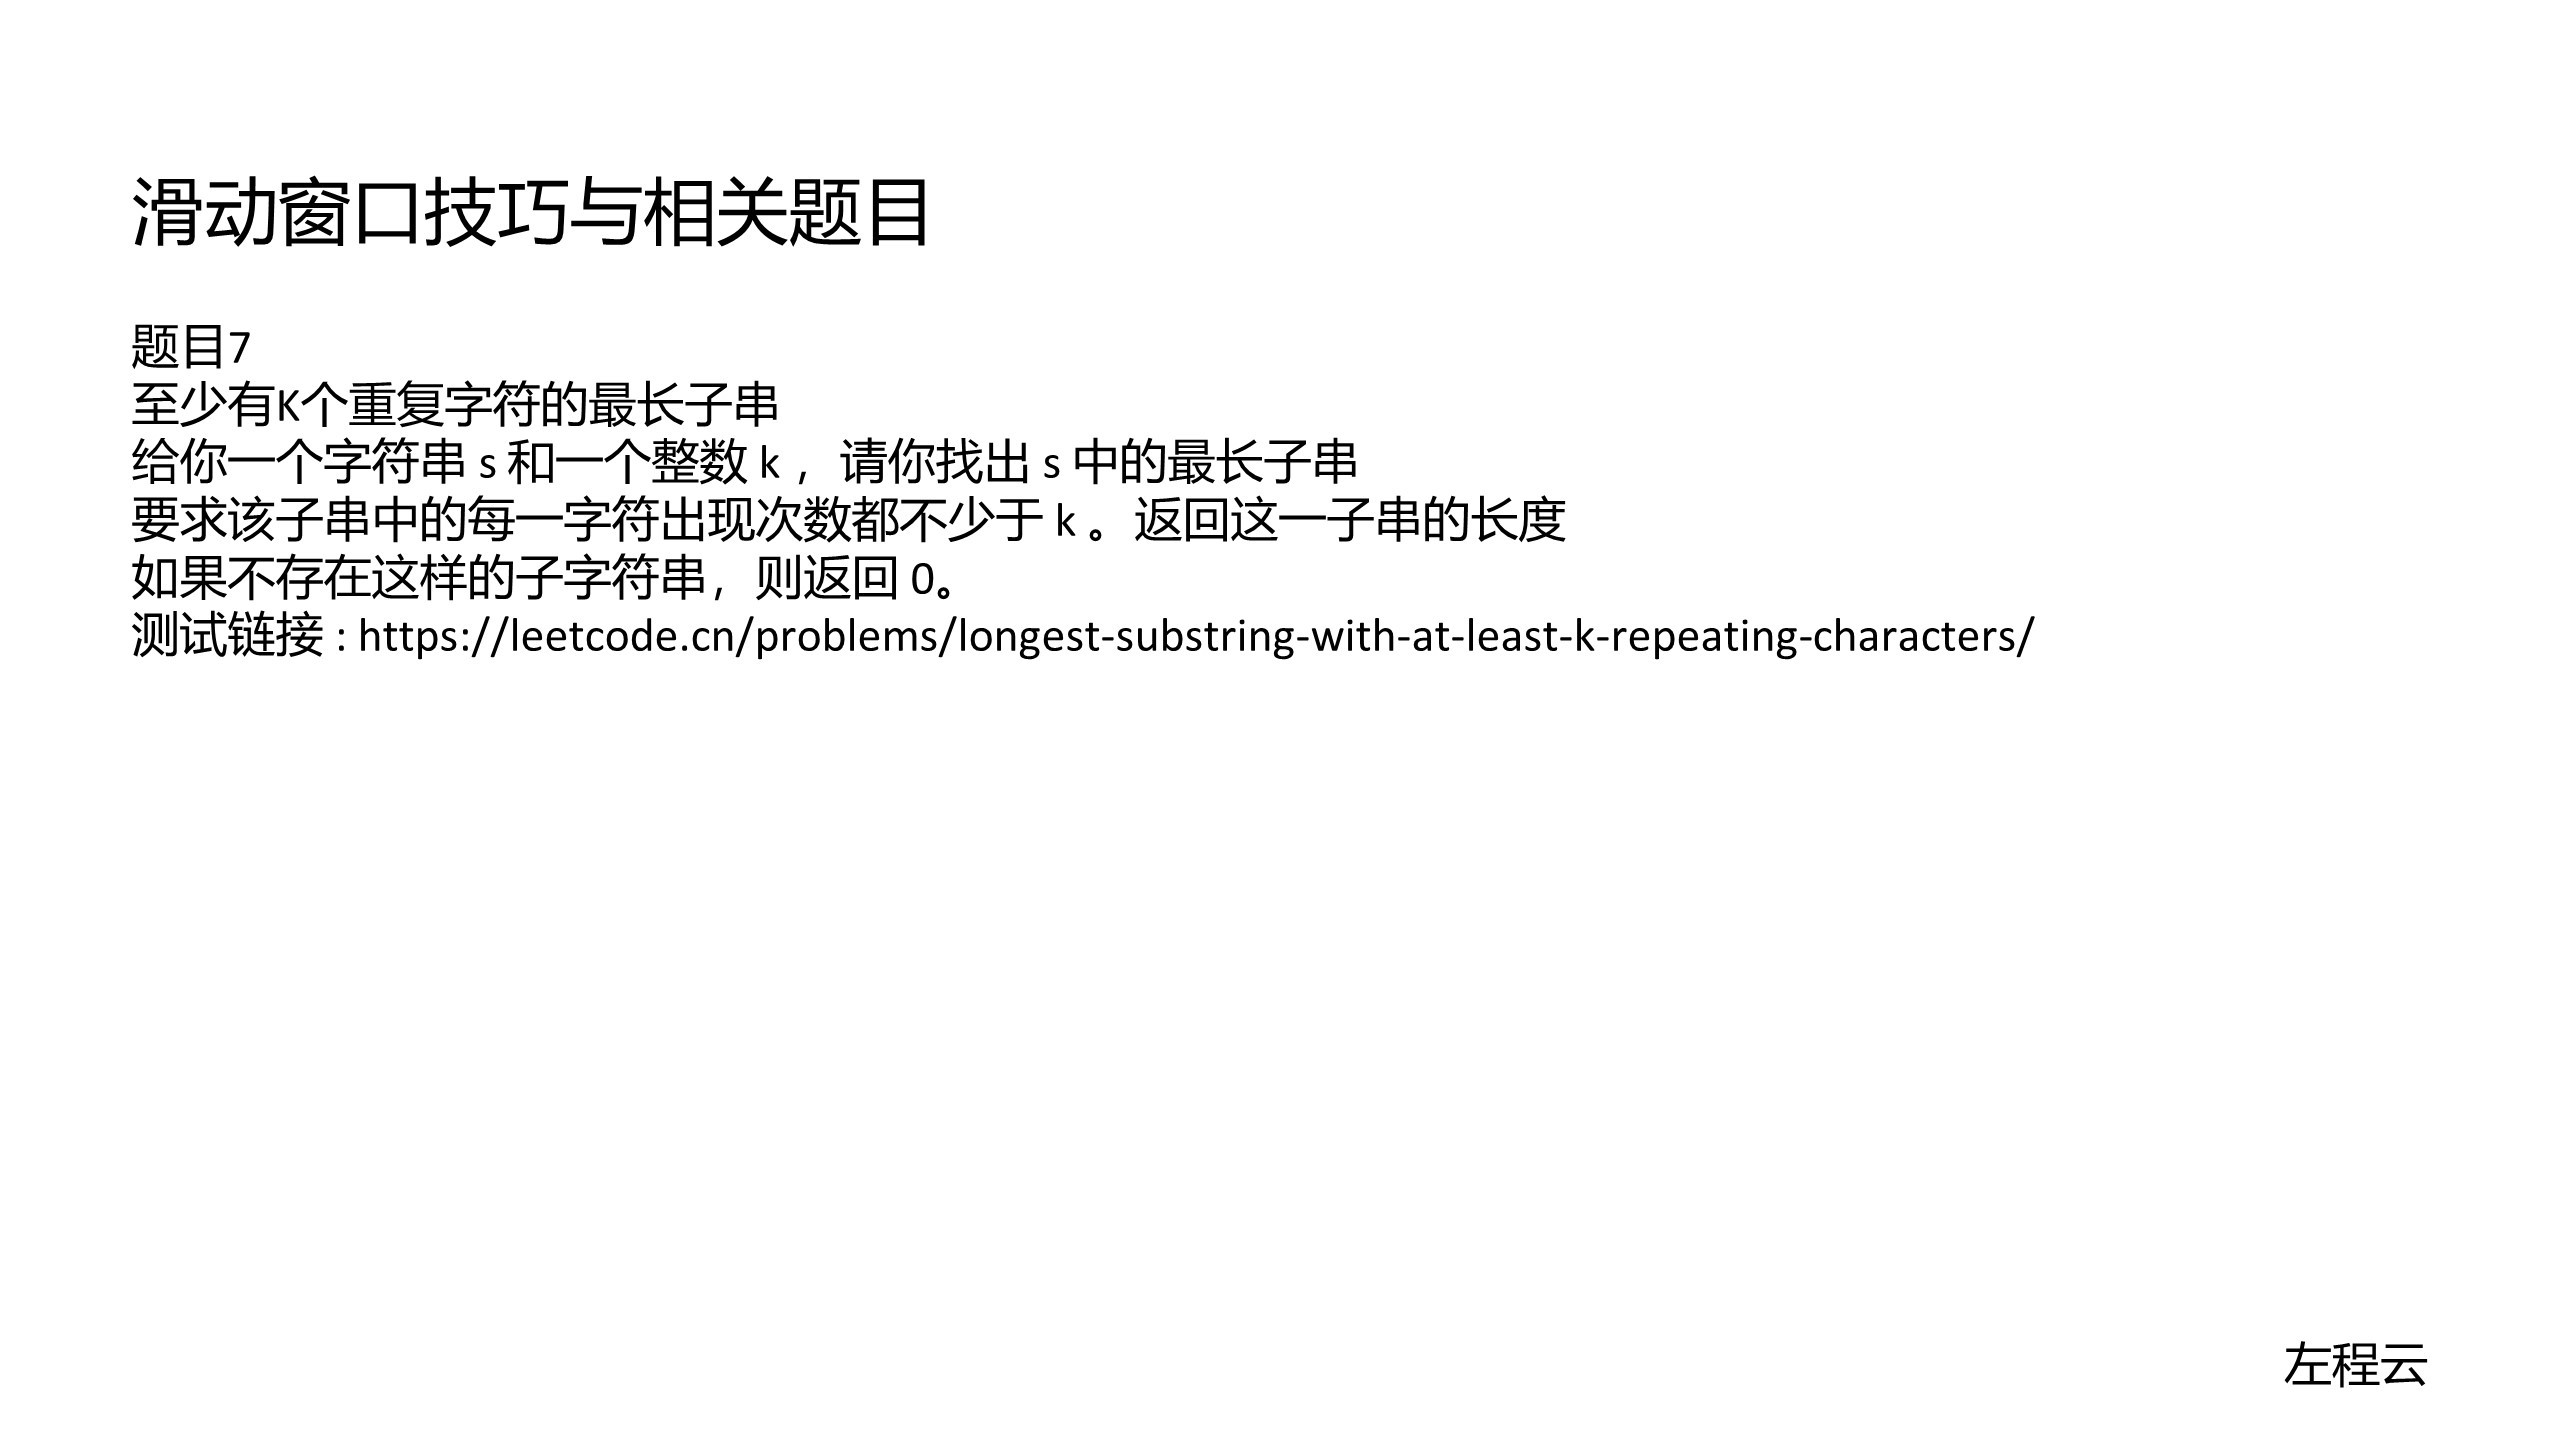 滑动窗口技巧与相关题目
题目7
至少有K个重复字符的最长子串
给你一个字符串 s 和一个整数 k ，请你找出 s 中的最长子串
要求该子串中的每一字符出现次数都不少于 k 。返回这一子串的长度
如果不存在这样的子字符串，则返回 0。
测试链接 : https://leetcode.cn/problems/longest-substring-with-at-least-k-repeating-characters/
左程云